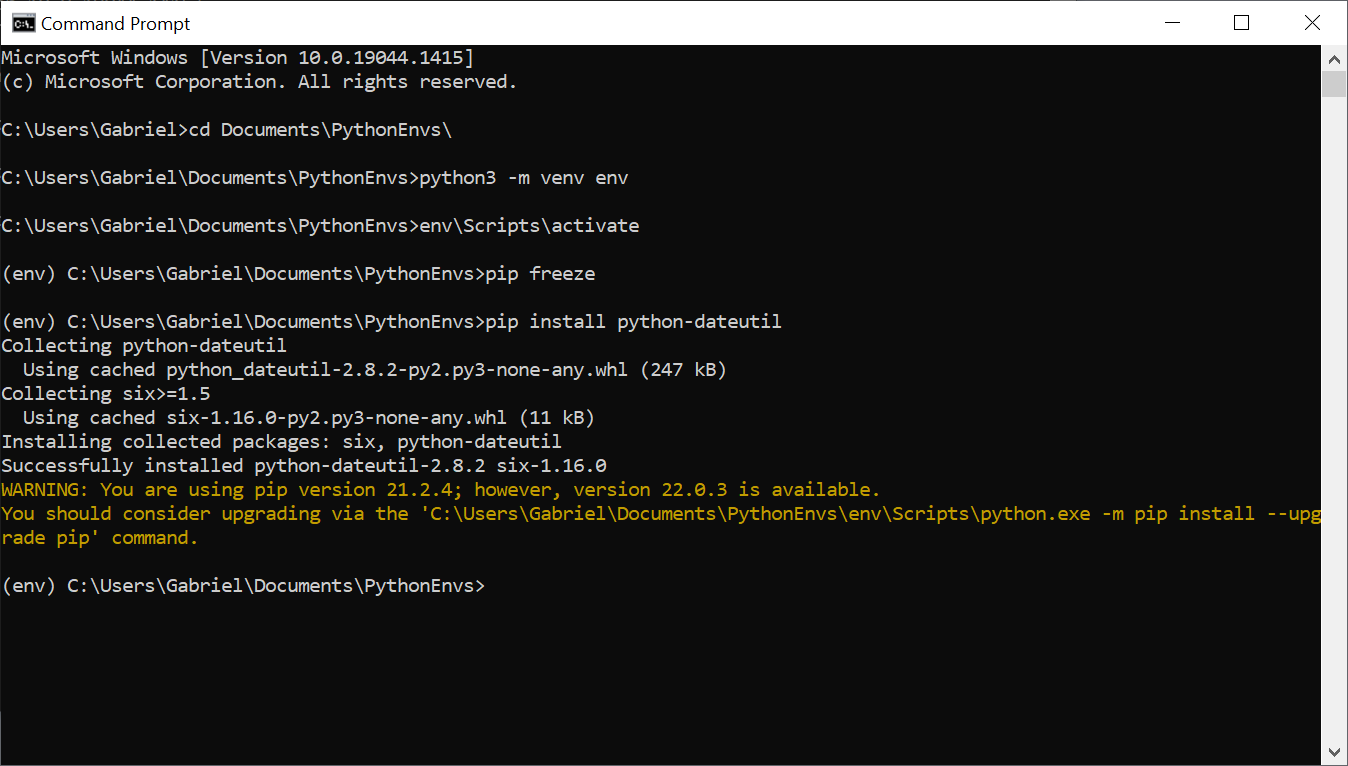 Command Prompt
Microsoft Windows [Version 10.0.19044.1415]
(c) Microsoft Corporation. All rights reserved.
C:\Users\Gabriel>cd Documents\PythonEnvs\
C:\Users\Gabriel\Documents\PythonEnvs>python3 -m venv env
C:\Users\Gabriel\Documents\PythonEnvs>env\Scripts\activate
(env) C:\Users\Gabriel\Documents\PythonEnvs>pip freeze
(env) C:\Users\Gabriel\Documents\PythonEnvs>pip install python-dateutil
Collecting python-dateutil
  Using cached python_dateutil-2.8.2-py2.py3-none-any.whl (247 kB)
Collecting six>=1.5
  Using cached six-1.16.0-py2.py3-none-any.whl (11 kB)
Installing collected packages: six, python-dateutil
Successfully installed python-dateutil-2.8.2 six-1.16.0
WARNING: You are using pip version 21.2.4; however, version 22.0.3 is available.
You should consider upgrading via the 'C:\Users\Gabriel\Documents\PythonEnvs\env\Scripts\python.exe -m pip install --upg
rade pip' command.
(env) C:\Users\Gabriel\Documents\PythonEnvs>